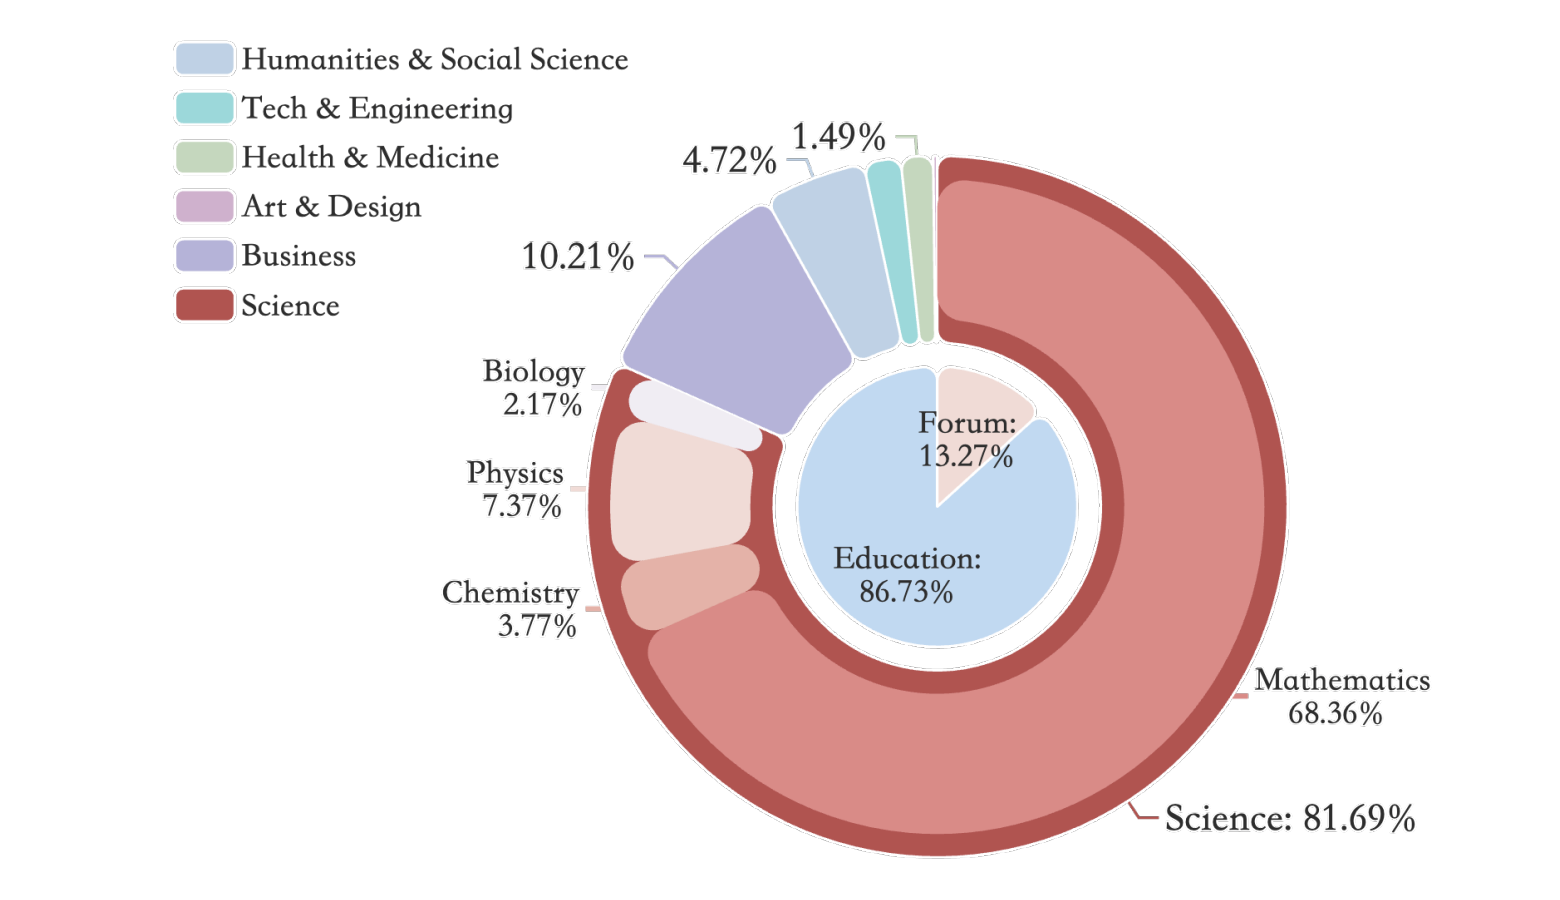 Humanities & Social Science
Tech & Engineering
Health & Medicine
Art & Design
Business
Science
1.49%
4.72%
10.21%
Biology
2.17%
Physics
7.37%
Chemistry
3.77%
Forum:
13.27%
Education:
86.73%
Mathematics
68.36%
Science: 81.69%